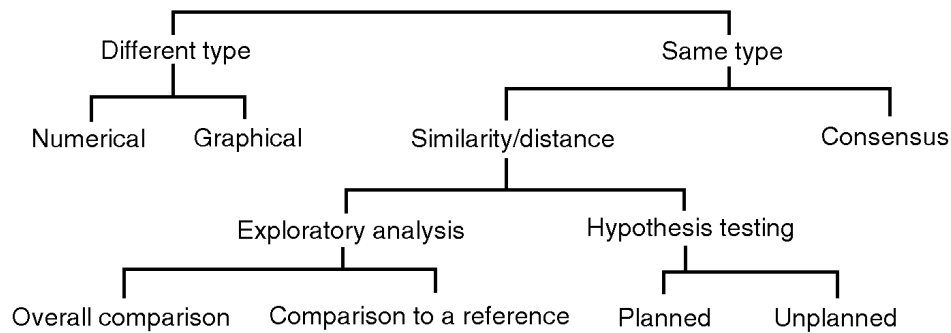 Different type
Same type
Numerical
Graphical
Similarity/distance
Consensus
Exploratory analysis
Hypothesis testing
Overall comparison
Comparison to a reference
Planned
Unplanned